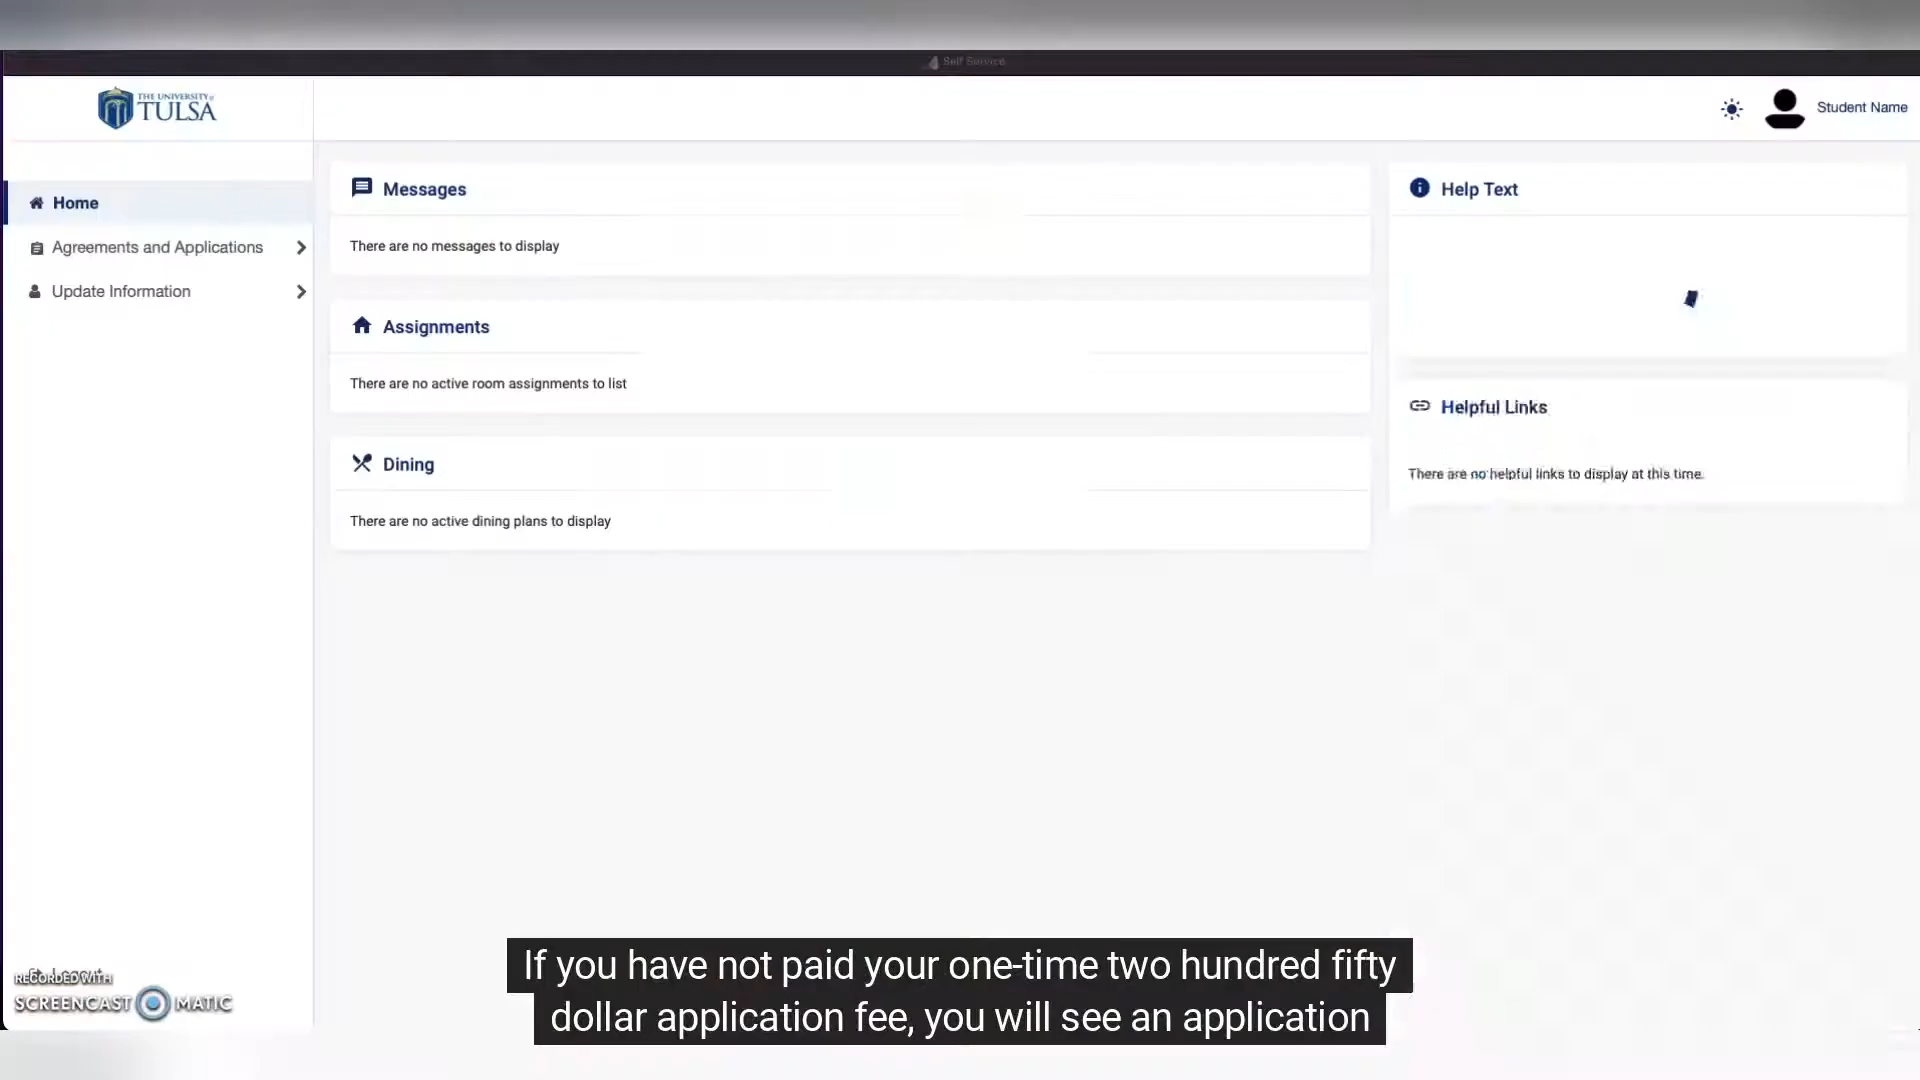 Self Service
THE UNIVERSITY of
TULSA
Student Name
Home
Agreements and Applications
Update Information
Messages
There are no messages to display
Assignments
There are no active room assignments to list
Dining
There are no active dining plans to display
Help Text
Helpful Links
There are no helpful links to display at this time.
Logout
RECORDED WITH
SCREENCAST MATIC
If you have not paid your one-time two hundred fifty
dollar application fee, you will see an application